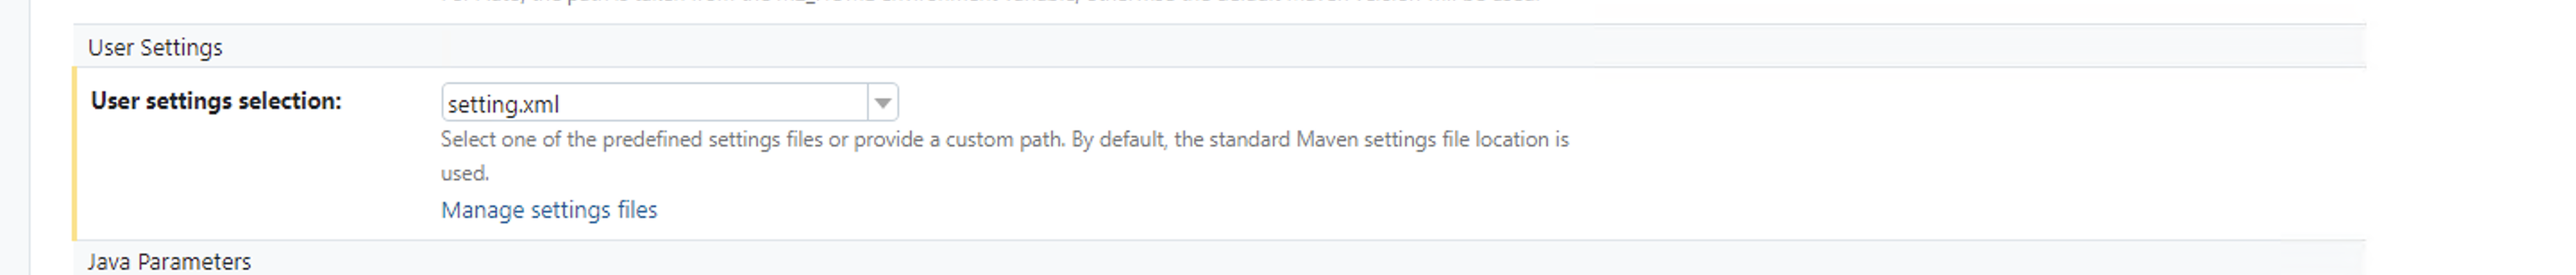 User Settings
User settings selection:
setting.xml
Select one of the predefined settings files or provide a custom path. By default, the standard Maven settings file location is
used.
Manage settings files
Java Parameters